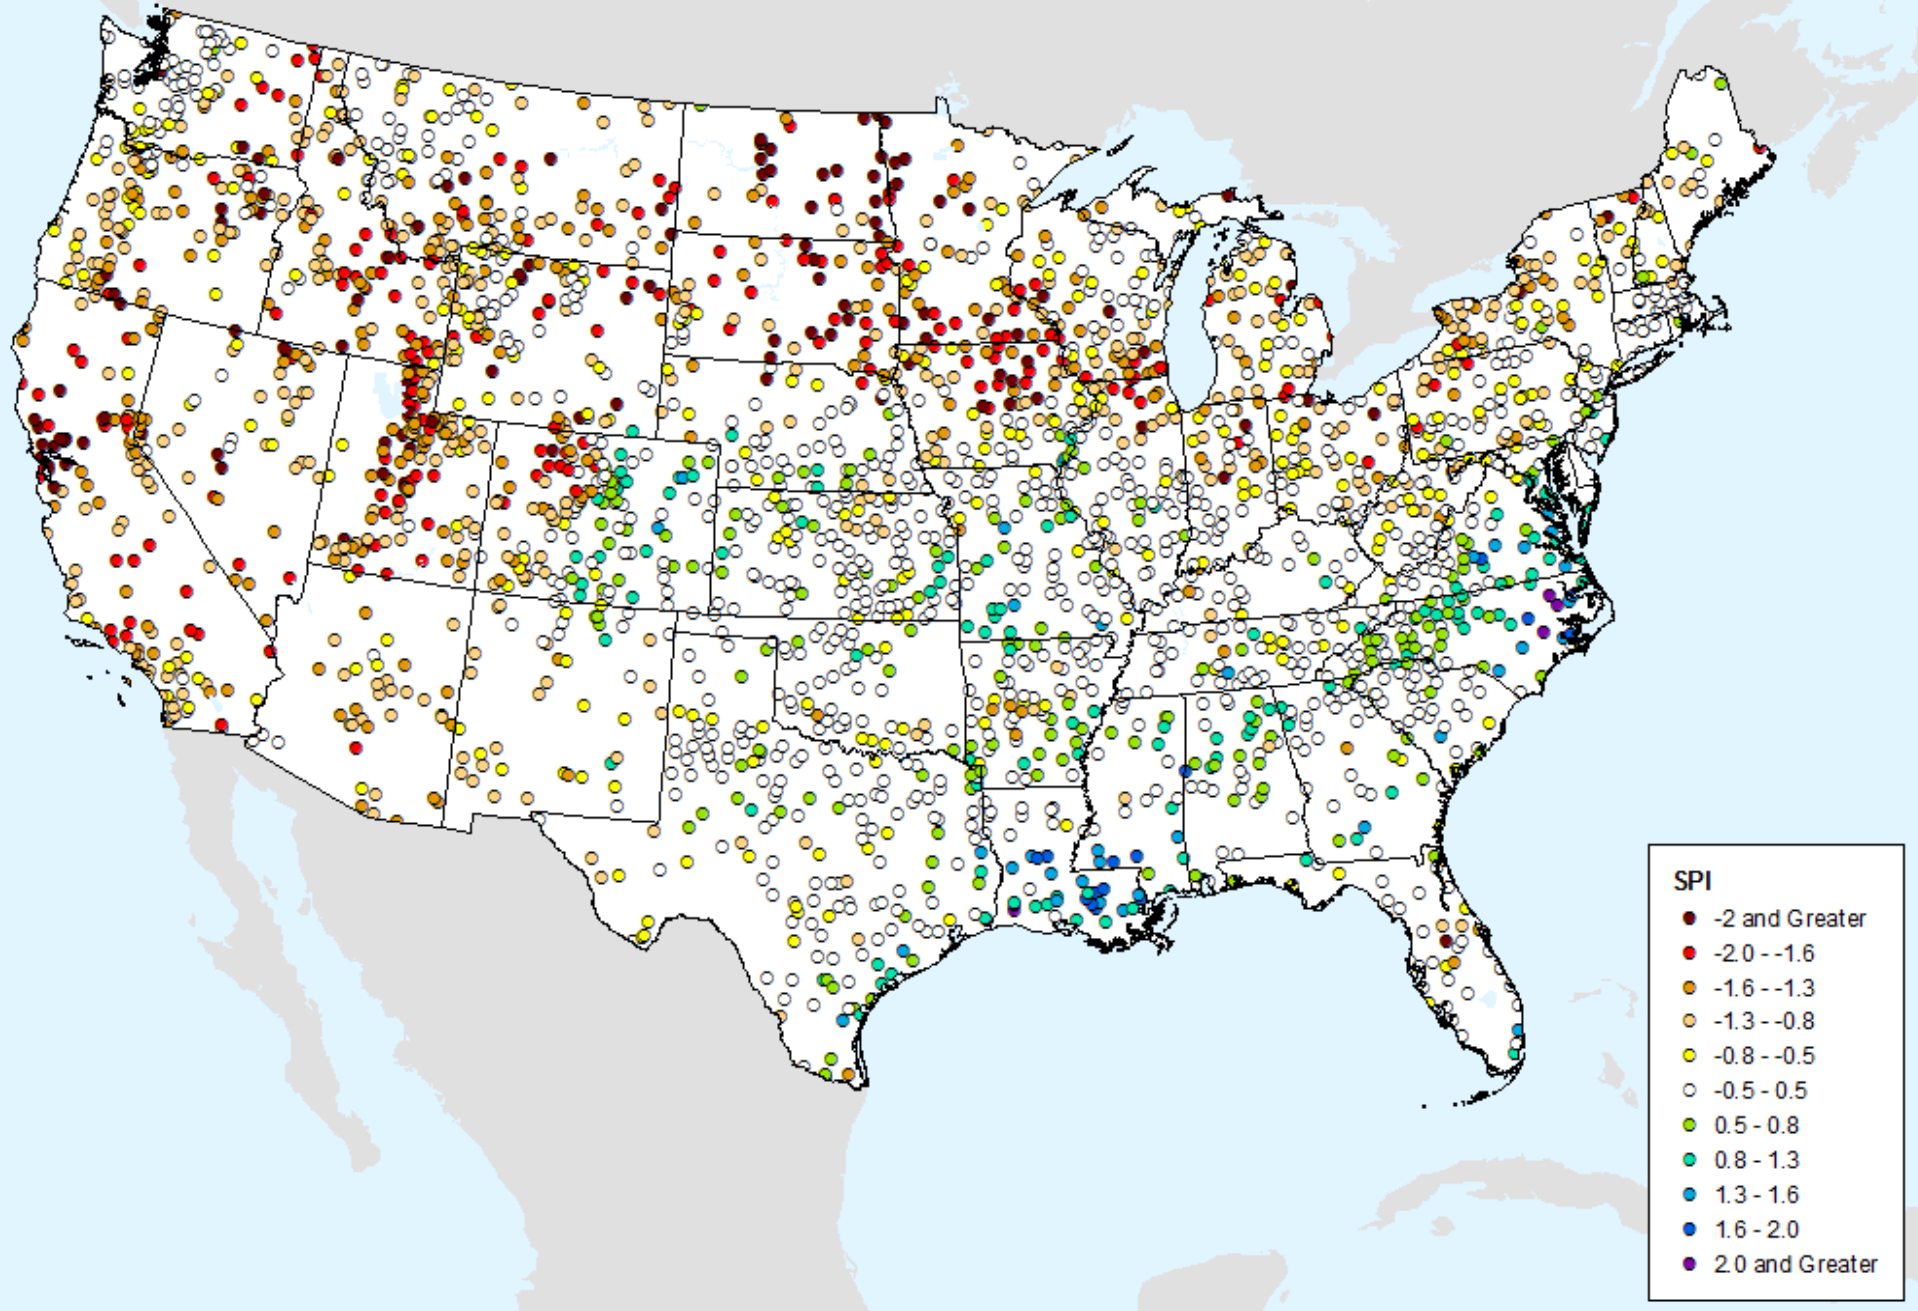 SPI
-2 and Greater
-2.0 - -1.6
-1.6 - -1.3
-1.3 - -0.8
-0.8 - -0.5
-0.5 - 0.5
0.5 - 0.8
0.8 - 1.3
1.3 - 1.6
1.6 - 2.0
2.0 and Greater